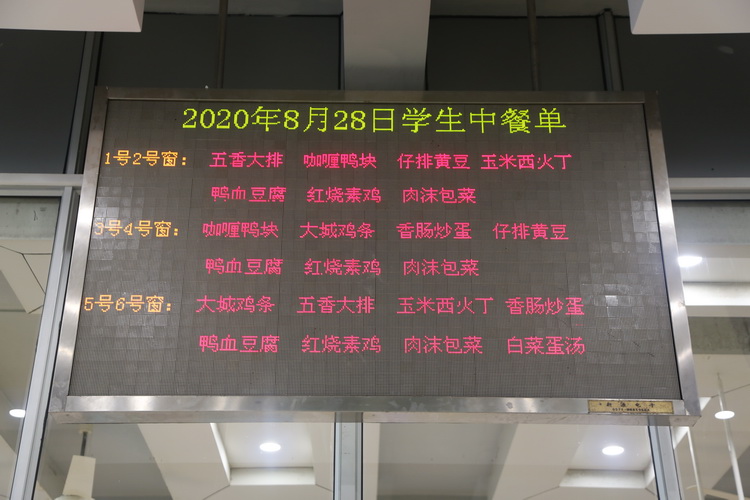 2020年8月28日学生中餐单
1号2号窗： 五香大排 咖喱鸭块 仔排黄豆 玉米西火丁
鸭血豆腐 红烧素鸡 肉沫包菜
3号4号窗： 咖喱鸭块 大城鸡条 香肠炒蛋 仔排黄豆
鸭血豆腐 红烧素鸡 肉沫包菜
5号6号窗： 大城鸡条 五香大排 玉米西火丁 香肠炒蛋
鸭血豆腐 红烧素鸡 肉沫包菜 白菜蛋汤